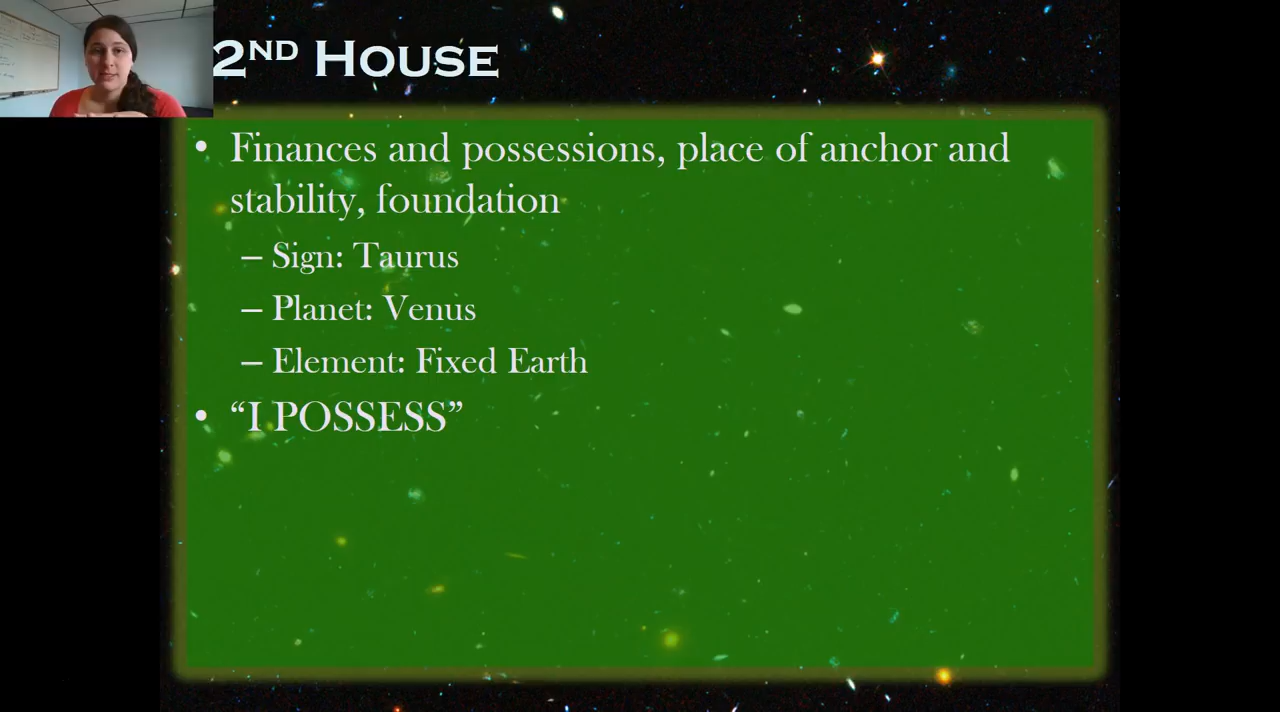 2ND HOUSE
• Finances and possessions, place of anchor and
stability, foundation
– Sign: Taurus
– Planet: Venus
– Element: Fixed Earth
• “I POSSESS”